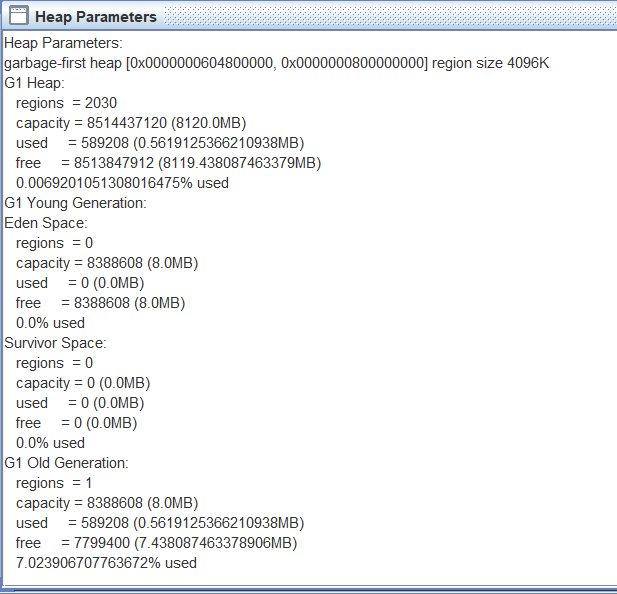 Heap Parameters
Heap Parameters:
garbage-first heap [0x0000000604800000, 0x0000000800000000] region size 4096K
G1 Heap:
regions = 2030
capacity = 8514437120 (8120.0MB)
used = 589208 (0.5619125366210938MB)
free = 8513847912 (8119.438087463379MB)
0.0069201051308016475% used
G1 Young Generation:
Eden Space:
regions = 0
capacity = 8388608 (8.0MB)
used = 0 (0.0MB)
free = 8388608 (8.0MB)
0.0% used
Survivor Space:
regions = 0
capacity = 0 (0.0MB)
used = 0 (0.0MB)
free = 0 (0.0MB)
0.0% used
G1 Old Generation:
regions = 1
capacity = 8388608 (8.0MB)
used = 589208 (0.5619125366210938MB)
free = 7799400 (7.438087463378906MB)
7.023906707763672% used